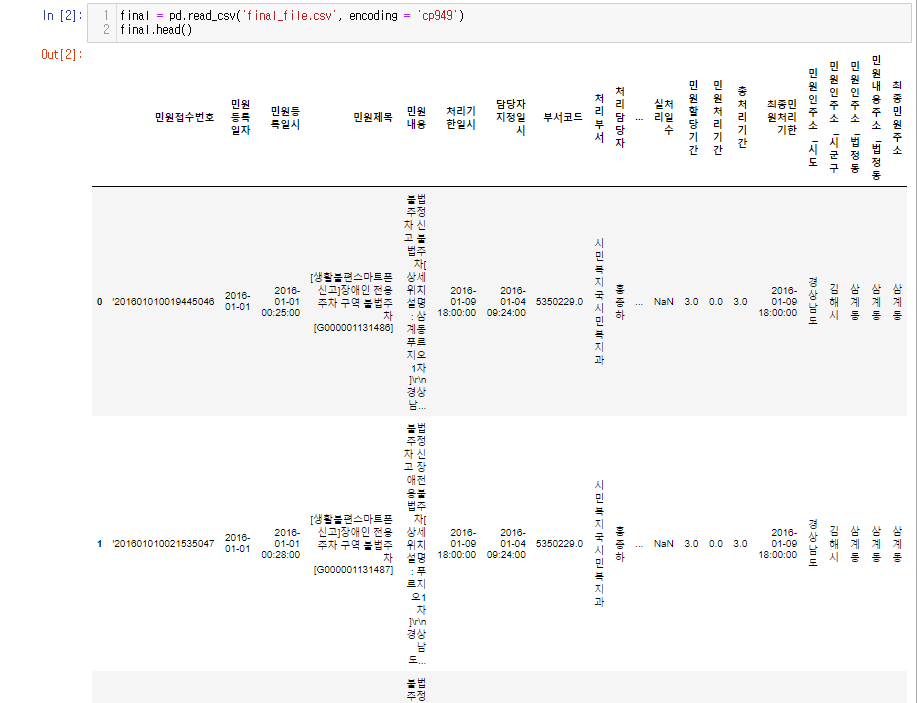 In [2]:
1 final = pd.read_csv('final_file.csv', encoding = 'cp949')
2 final.head()
Out[2]:
민원접수번호
민원
등록
일자
민원등
록일시
민원제목
민원
내용
처리기
한일시
담당자
지정일
시
부서코드
처리부서
처리담당자
...
실처
리일
수
민원할당기간
민원처리기간
총처리기간
최종민
원처리
기한
민원인주소_시도
민원인주소_시군구
민원인주소_법정동
민원내용주소_법정동
최종민원주소
0
'201601010019445046
2016-
01-01
2016-
01-01
00:25:00
[생활불편스마트폰
신고]장애인 전용
주차 구역 불법주
차
[G000001131486]
불법
주정
차 신
고 불
법주
차[
상세
위치
설명
: 삼
계동
푸르
지오
1차
]\r\n
경상
남...
2016-
01-09
18:00:00
2016-
01-04
09:24:00
5350229.0
시민복지국시민복지과
홍종하
...
NaN
3.0
0.0
3.0
2016-
01-09
18:00:00
경상남도
김해시
삼계동
삼계동
삼계동
1
'201601010021535047
2016-
01-01
2016-
01-01
00:28:00
[생활불편스마트폰
신고]장애인 전용
주차 구역 불법주
차
[G000001131487]
불법
주정
차 신
고 장
애전
용불
법주
차[
상세
위치
설명
: 푸
르지
오1
차
]\r\n
경상
남
도...
2016-
01-09
18:00:00
2016-
01-04
09:24:00
5350229.0
시민복지국시민복지과
홍종하
...
NaN
3.0
0.0
3.0
2016-
01-09
18:00:00
경상남도
김해시
삼계동
삼계동
삼계동
불법
주정